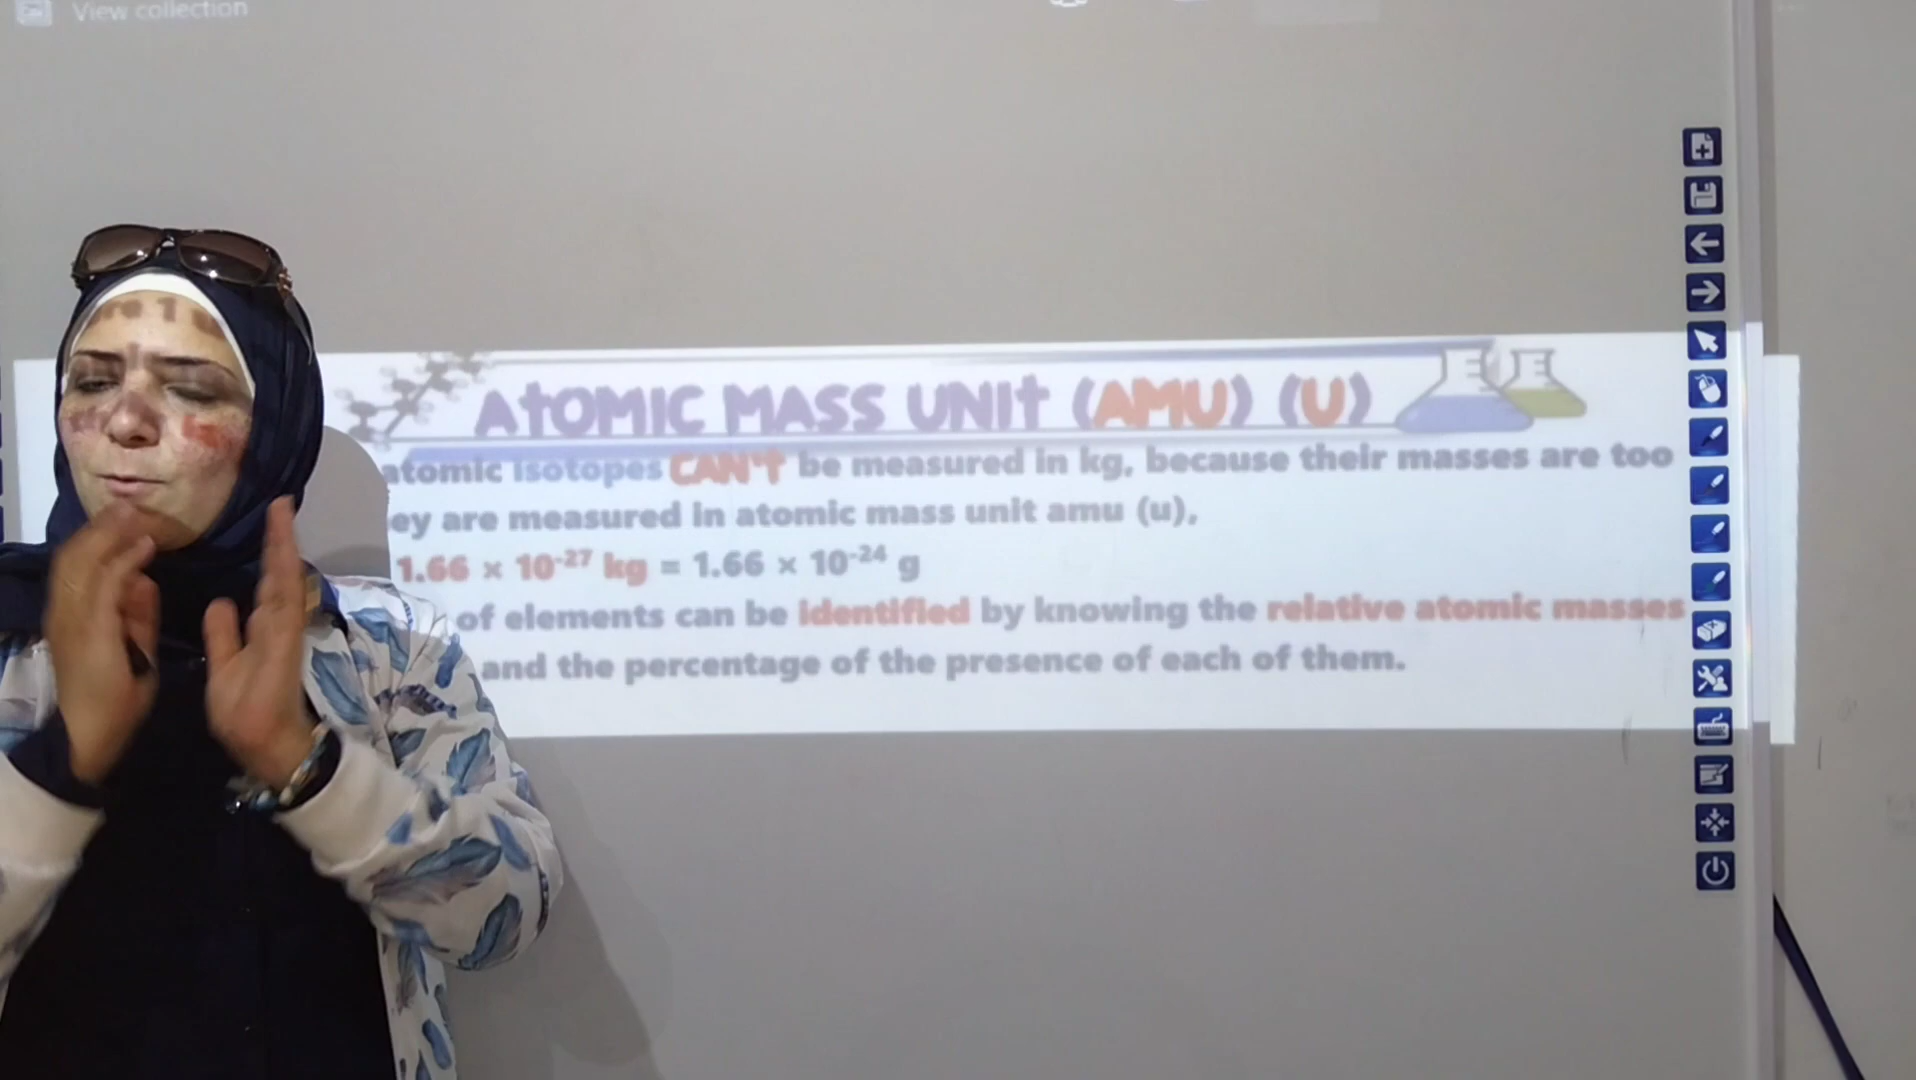 View collection
ATOMIC MASS UNIT (AMU) (U)
atomic isotopes CAN'T be measured in kg, because their masses are too
ey are measured in atomic mass unit amu (u),
1.66 × 10⁻²⁷ kg = 1.66 × 10⁻²⁴ g
of elements can be identified by knowing the relative atomic masses
and the percentage of the presence of each of them.